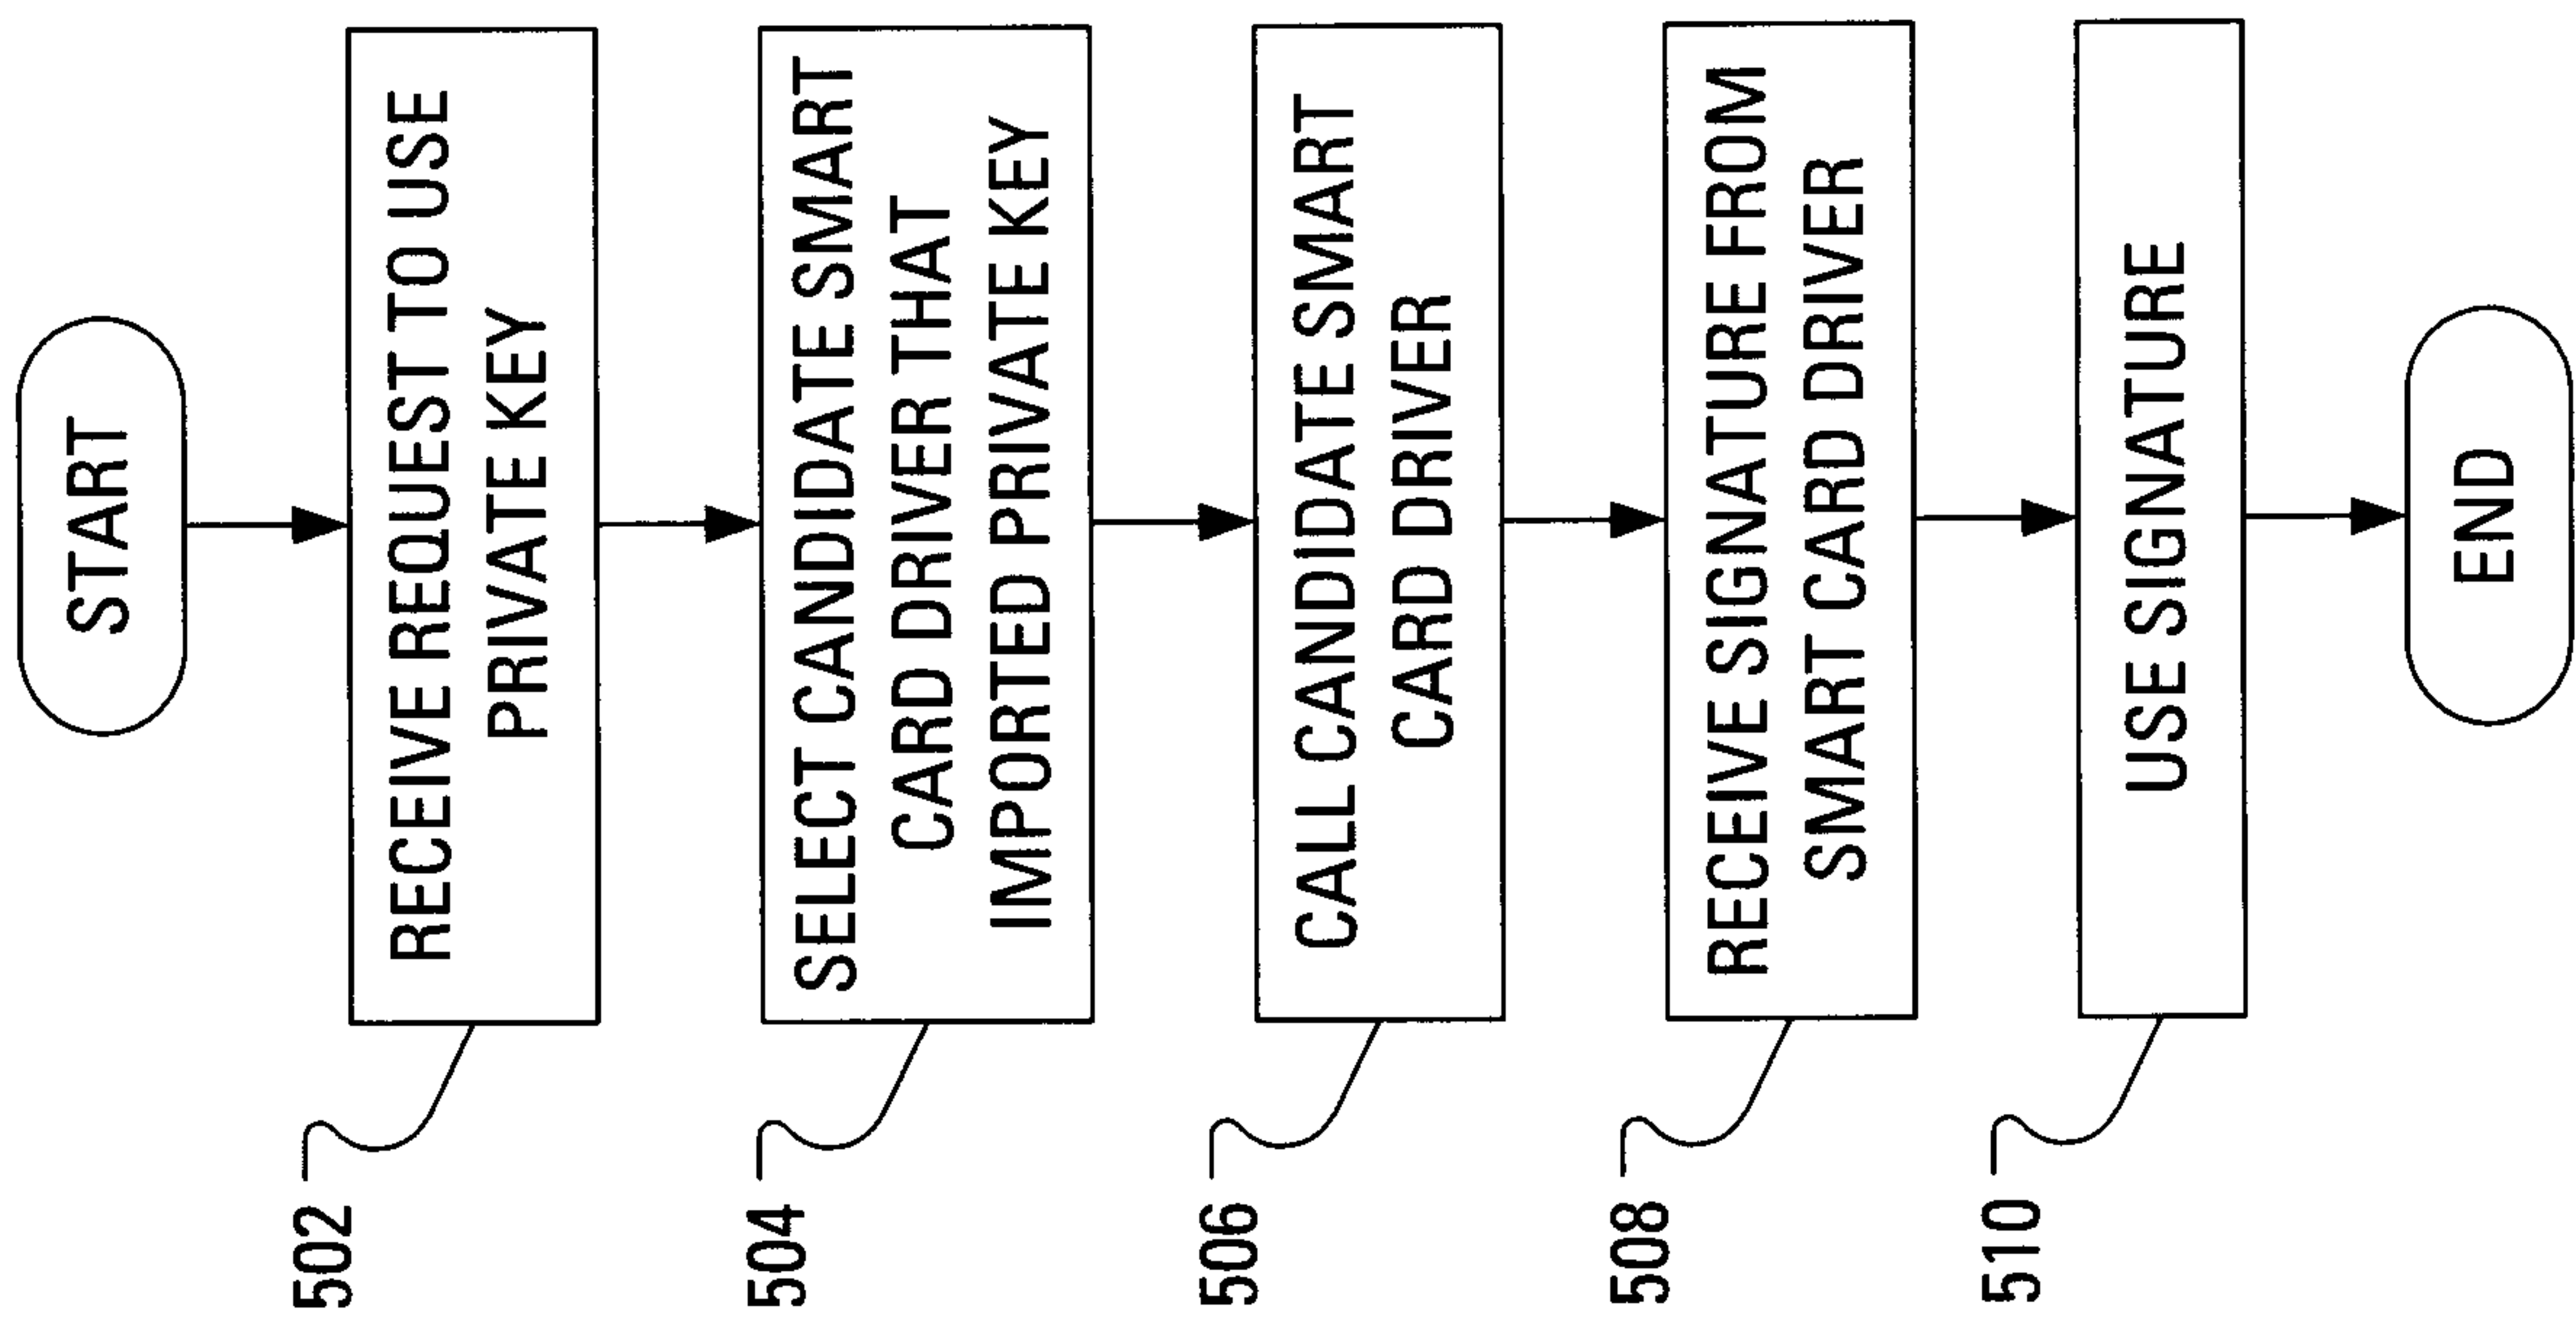 START
502
RECEIVE REQUEST TO USE
PRIVATE KEY
504
SELECT CANDIDATE SMART
CARD DRIVER THAT
IMPORTED PRIVATE KEY
506
CALL CANDIDATE SMART
CARD DRIVER
508
RECEIVE SIGNATURE FROM
SMART CARD DRIVER
510
USE SIGNATURE
END